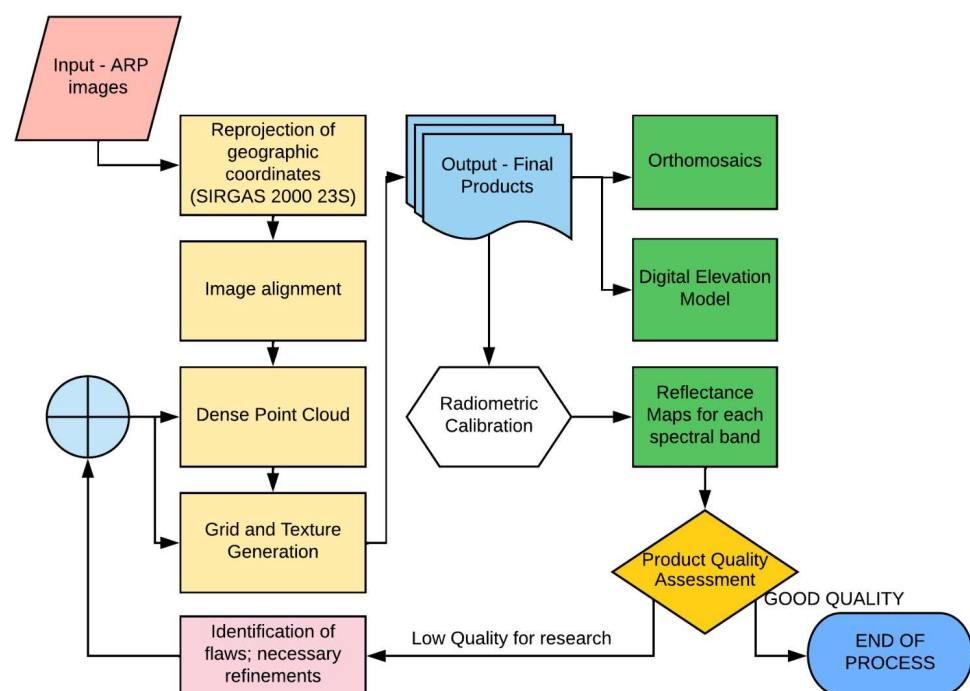 Input - ARP
images
Reprojection of
geographic
coordinates
(SIRGAS 2000 23S)
Image alignment
Dense Point Cloud
Grid and Texture
Generation
Identification of
flaws; necessary
refinements
Output - Final
Products
Radiometric
Calibration
Orthomosaics
Digital Elevation
Model
Reflectance
Maps for each
spectral band
Product Quality
Assessment
Low Quality for research
GOOD QUALITY
END OF
PROCESS